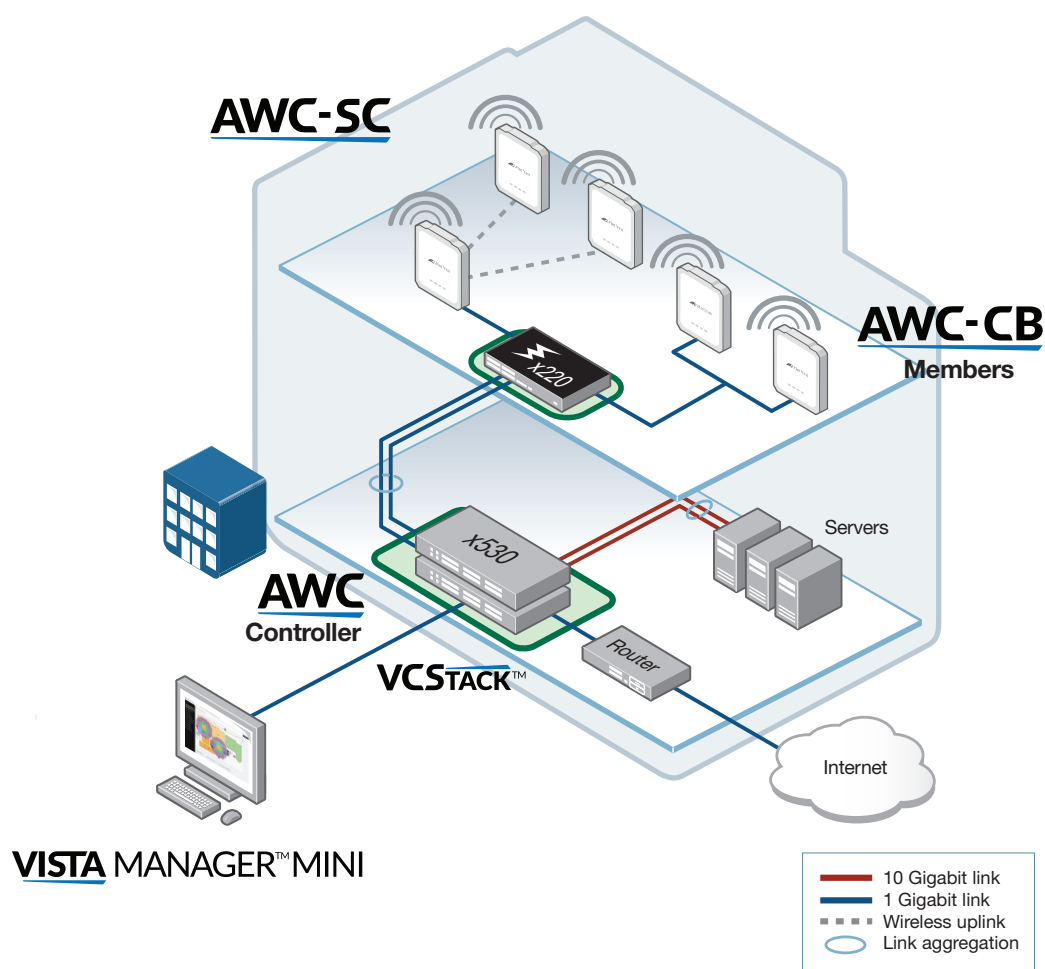 AWC-SC
AWC-CB
Members
x220
Servers
x530
AWC
Controller
VCSTACK™
Router
Internet
VISTA MANAGER™ MINI
10 Gigabit link
1 Gigabit link
Wireless uplink
Link aggregation